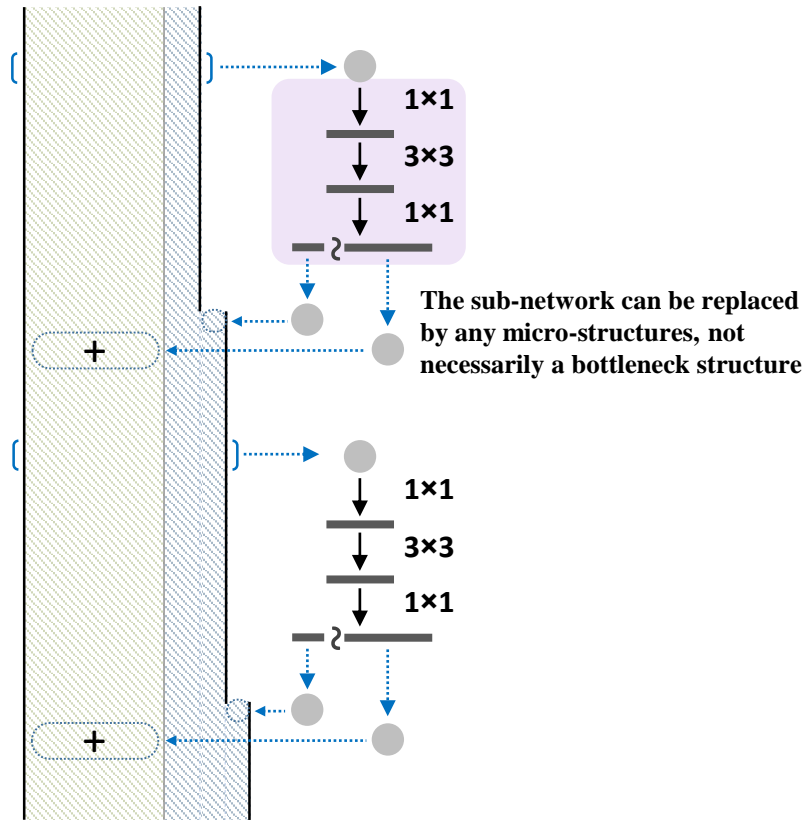 1×1
3×3
1×1
The sub-network can be replaced
by any micro-structures, not
necessarily a bottleneck structure
+
1×1
3×3
1×1
+